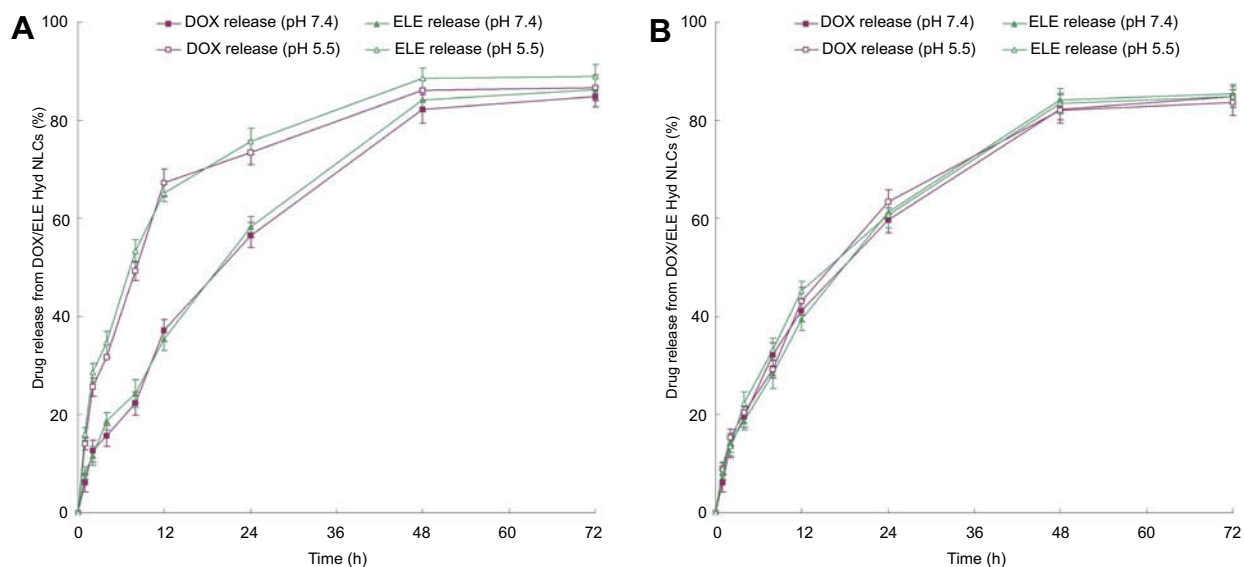 A
DOX release (pH 7.4)
ELE release (pH 7.4)
DOX release (pH 5.5)
ELE release (pH 5.5)
Drug release from DOX/ELE Hyd NLCs (%)
100
80
60
40
20
0
0 12 24 36 48 60 72
Time (h)
B
DOX release (pH 7.4)
ELE release (pH 7.4)
DOX release (pH 5.5)
ELE release (pH 5.5)
Drug release from DOX/ELE Hyd NLCs (%)
100
80
60
40
20
0
0 12 24 36 48 60 72
Time (h)